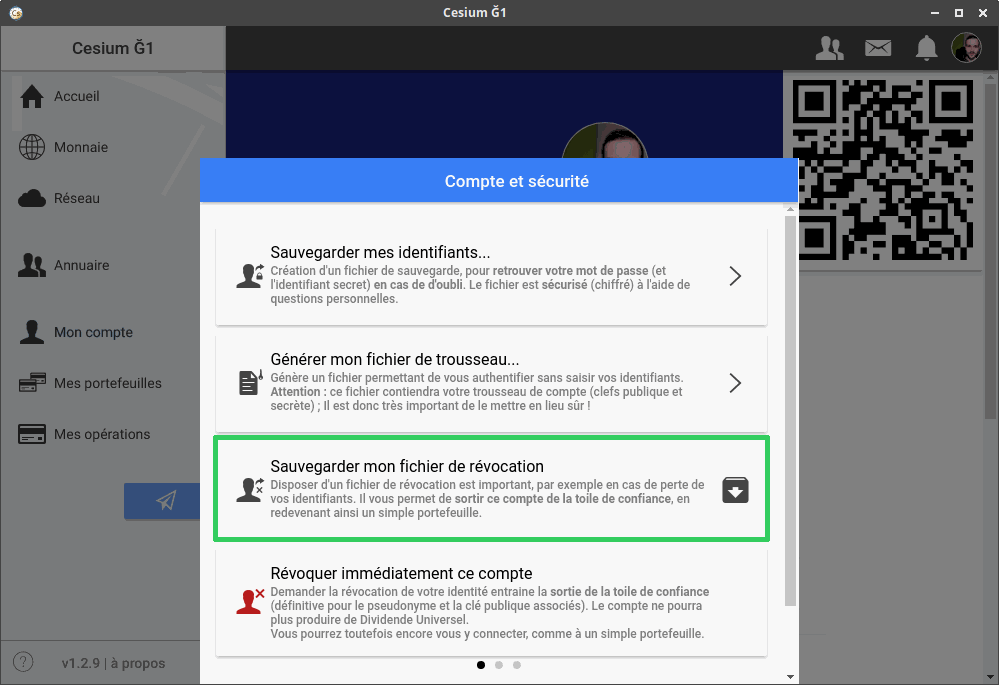 Cesium Ğ1
Cesium Ğ1
Accueil
Monnaie
Réseau
Annuaire
Mon compte
Mes portefeuilles
Mes opérations
? v1.2.9 | à propos
Compte et sécurité
Sauvegarder mes identifiants...
Création d'un fichier de sauvegarde, pour retrouver votre mot de passe (et
l'identifiant secret) en cas de d'oubli. Le fichier est sécurisé (chiffré) à l'aide de
questions personnelles.
Générer mon fichier de trousseau...
Génère un fichier permettant de vous authentifier sans saisir vos identifiants.
Attention : ce fichier contiendra votre trousseau de compte (clefs publique et
secrète) ; Il est donc très important de le mettre en lieu sûr !
Sauvegarder mon fichier de révocation
Disposer d'un fichier de révocation est important, par exemple en cas de perte de
vos identifiants. Il vous permet de sortir ce compte de la toile de confiance, en
redevenant ainsi un simple portefeuille.
Révoquer immédiatement ce compte
Demander la révocation de votre identité entraine la sortie de la toile de confiance
(définitive pour le pseudonyme et la clé publique associés). Le compte ne pourra
plus produire de Dividende Universel.
Vous pourrez toutefois encore vous y connecter, comme à un simple portefeuille.